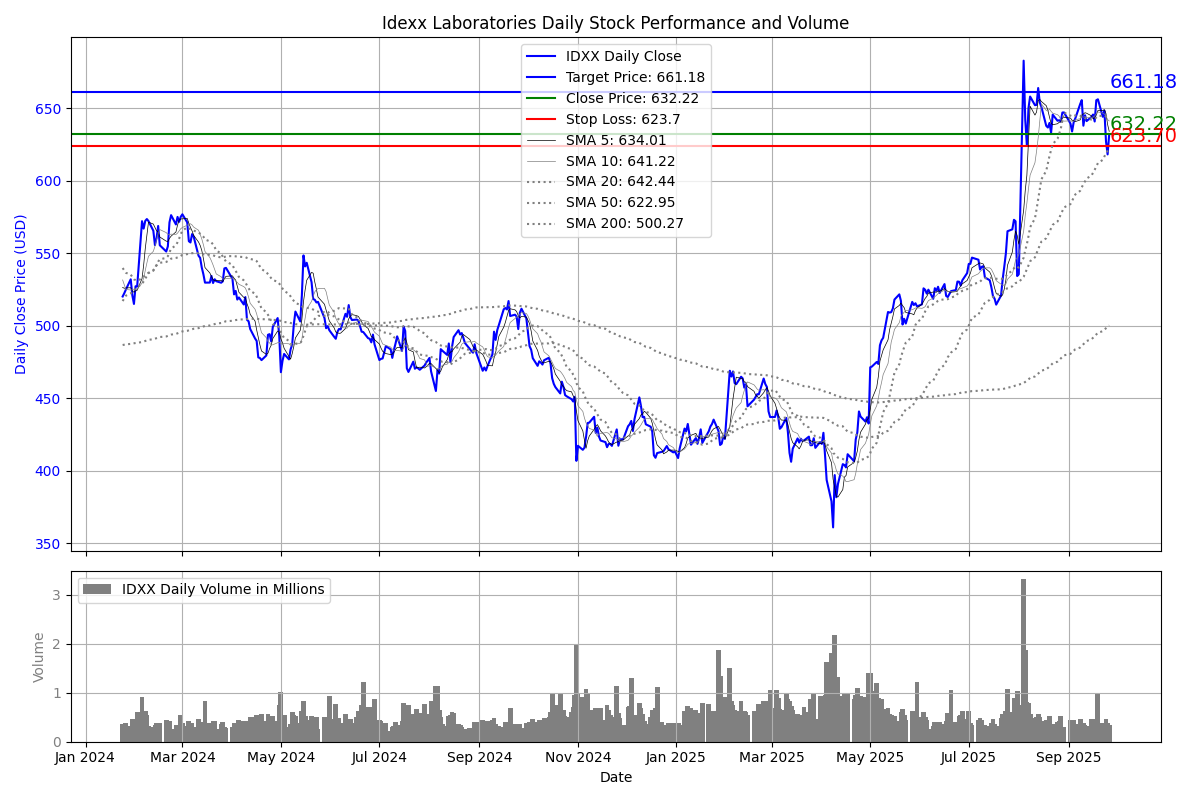 Idexx Laboratories Daily Stock Performance and Volume
IDXX Daily Close
Target Price: 661.18
Close Price: 632.22
Stop Loss: 623.7
SMA 5: 634.01
SMA 10: 641.22
SMA 20: 642.44
SMA 50: 622.95
SMA 200: 500.27
661.18
632.22
623.70
Daily Close Price (USD)
650
600
550
500
450
400
350
IDXX Daily Volume in Millions
Volume
3
2
1
0
Jan 2024 Mar 2024 May 2024 Jul 2024 Sep 2024 Nov 2024 Jan 2025 Mar 2025 May 2025 Jul 2025 Sep 2025
Date